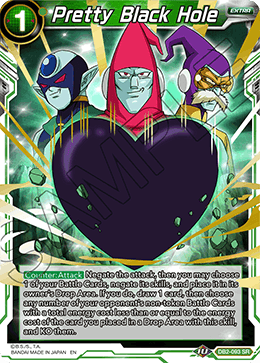 1
Pretty Black Hole
EXTRA
Counter:Attack Negate the attack, then you may choose
1 of your Battle Cards, negate its skills, and place it in its
owner's Drop Area. If you do, draw 1 card, then choose
any number of your opponent's non-token Battle Cards
with a total energy cost less than or equal to the energy
cost of the card you placed in a Drop Area with this skill,
and KO them.
©B.S./S., T.A.
BANDAI MADE IN JAPAN EN
DB2-093 SR